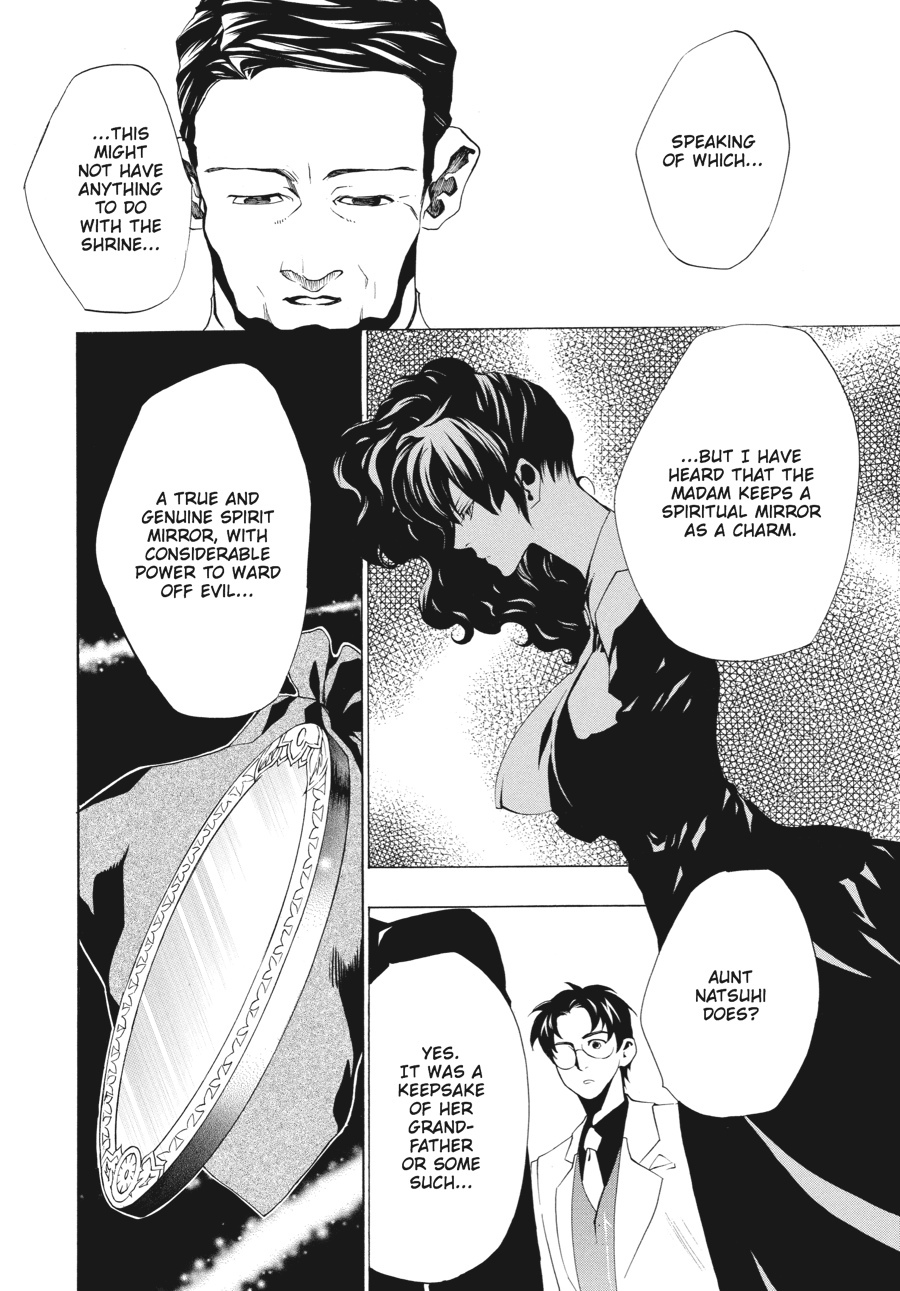 SPEAKING
OF WHICH...
...THIS
MIGHT
NOT HAVE
ANYTHING
TO DO
WITH THE
SHRINE...
...BUT I HAVE
HEARD THAT THE
MADAM KEEPS A
SPIRITUAL MIRROR
AS A CHARM.
A TRUE AND
GENUINE SPIRIT
MIRROR, WITH
CONSIDERABLE
POWER TO WARD
OFF EVIL...
AUNT
NATSUHI
DOES?
YES.
IT WAS A
KEEPSAKE
OF HER
GRAND-
FATHER
OR SOME
SUCH...